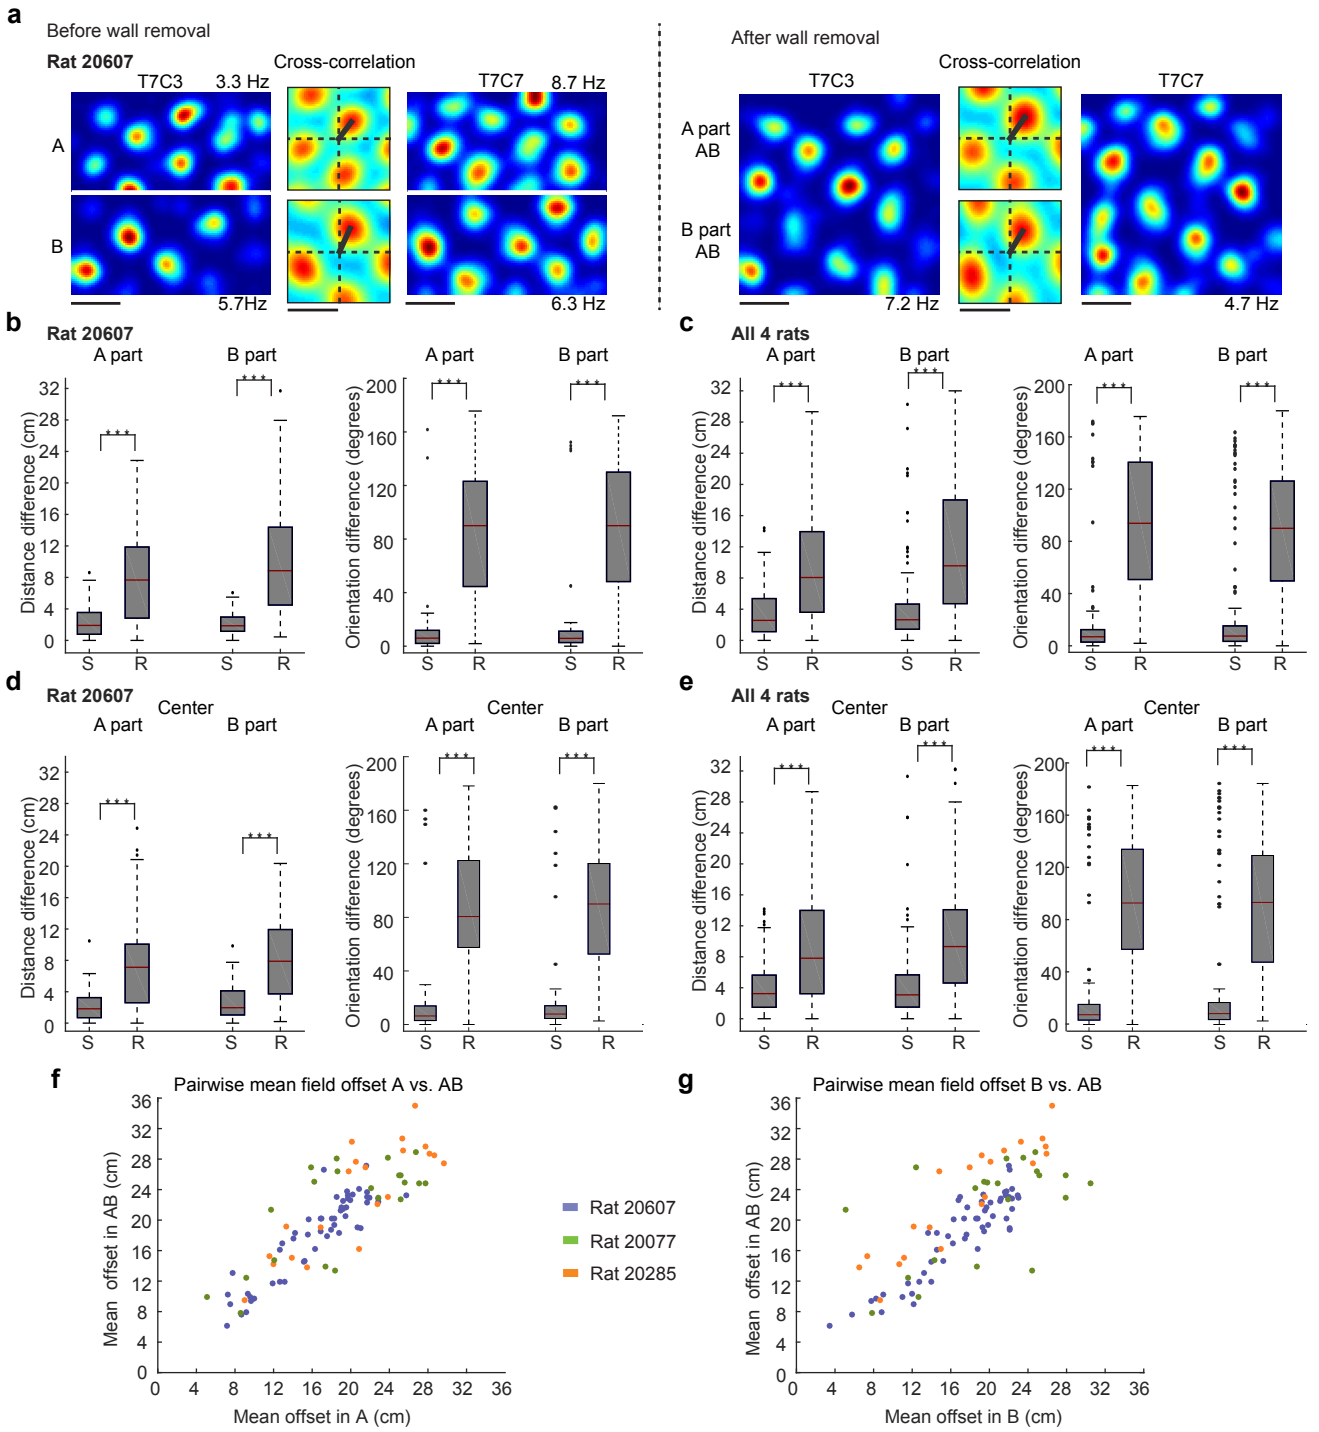 a
Before wall removal
Rat 20607
Cross-correlation
T7C3 3.3 Hz
T7C7 8.7 Hz
A
B
5.7Hz
6.3 Hz
After wall removal
Cross-correlation
T7C3
T7C7
A part
AB
B part
AB
7.2 Hz
4.7 Hz
b
Rat 20607
A part
B part
Distance difference (cm)
32
28
24
20
16
12
8
4
0
***
***
S R S R
A part
B part
Orientation difference (degrees)
200
160
120
80
40
0
***
***
S R S R
c
All 4 rats
A part
B part
Distance difference (cm)
32
28
24
20
16
12
8
4
0
***
***
S R S R
A part
B part
Orientation difference (degrees)
200
160
120
80
40
0
***
***
S R S R
d
Rat 20607
Center
A part
B part
Distance difference (cm)
32
28
24
20
16
12
8
4
0
***
***
S R S R
Center
A part
B part
Orientation difference (degrees)
200
160
120
80
40
0
***
***
S R S R
e
All 4 rats
Center
A part
B part
Distance difference (cm)
32
28
24
20
16
12
8
4
0
***
***
S R S R
Center
A part
B part
Orientation difference (degrees)
200
160
120
80
40
0
***
***
S R S R
f
Pairwise mean field offset A vs. AB
Mean offset in AB (cm)
36
32
28
24
20
16
12
8
4
0
0 4 8 12 16 20 24 28 32 36
Mean offset in A (cm)
Rat 20607
Rat 20077
Rat 20285
g
Pairwise mean field offset B vs. AB
Mean offset in AB (cm)
36
32
28
24
20
16
12
8
4
0
0 4 8 12 16 20 24 28 32 36
Mean offset in B (cm)